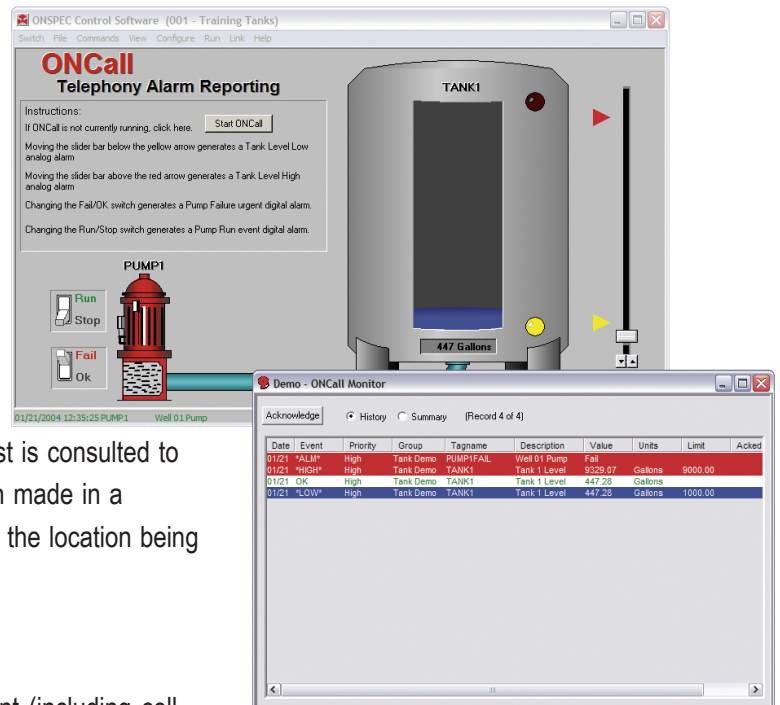 ONSPEC Control Software (001 - Training Tanks)
Switch File Commands View Configure Run Link Help
ONCall
Telephony Alarm Reporting
Instructions:
If ONCall is not currently running, click here. Start ONCall
Moving the slider bar below the yellow arrow generates a Tank Level Low
analog alarm
Moving the slider bar above the red arrow generates a Tank Level High
analog alarm
Changing the Fail/OK switch generates a Pump Failure urgent digital alarm.
Changing the Run/Stop switch generates a Pump Run event digital alarm.
TANK1
447 Gallons
PUMP1
Run
Stop
Fail
Ok
01/21/2004 12:35:25 PUMP1 Well 01 Pump
Demo - ONCall Monitor
Acknowledge History Summary (Record 4 of 4)
Date Event Priority Group Tagname Description Value Units Limit Acked
01/21 *ALM* High Tank Demo PUMP1FAIL Well 01 Pump Fail
01/21 *HIGH* High Tank Demo TANK1 Tank 1 Level 9329.07 Gallons 9000.00
01/21 OK High Tank Demo TANK1 Tank 1 Level 447.28 Gallons
01/21 *LOW* High Tank Demo TANK1 Tank 1 Level 447.28 Gallons 1000.00
st is consulted to
made in a
the location being
(including cell